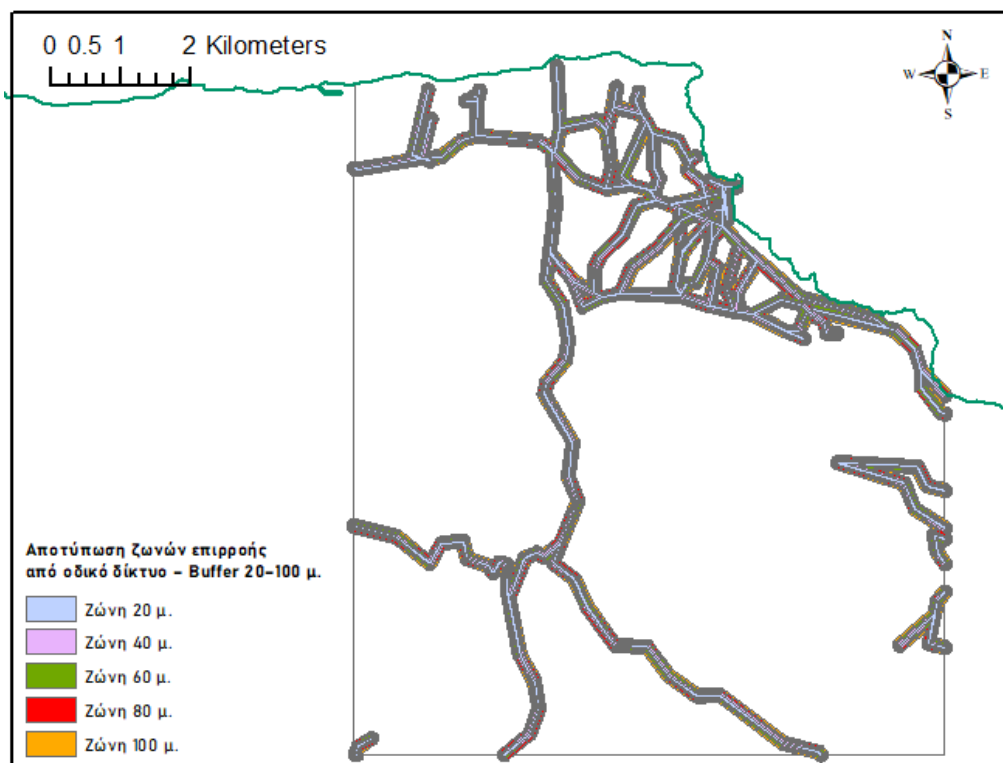 0 0.5 1 2 Kilometers
N
W E
S
Αποτύπωση ζωνών επιρροής
από οδικό δίκτυο - Buffer 20-100 μ.
Ζώνη 20 μ.
Ζώνη 40 μ.
Ζώνη 60 μ.
Ζώνη 80 μ.
Ζώνη 100 μ.